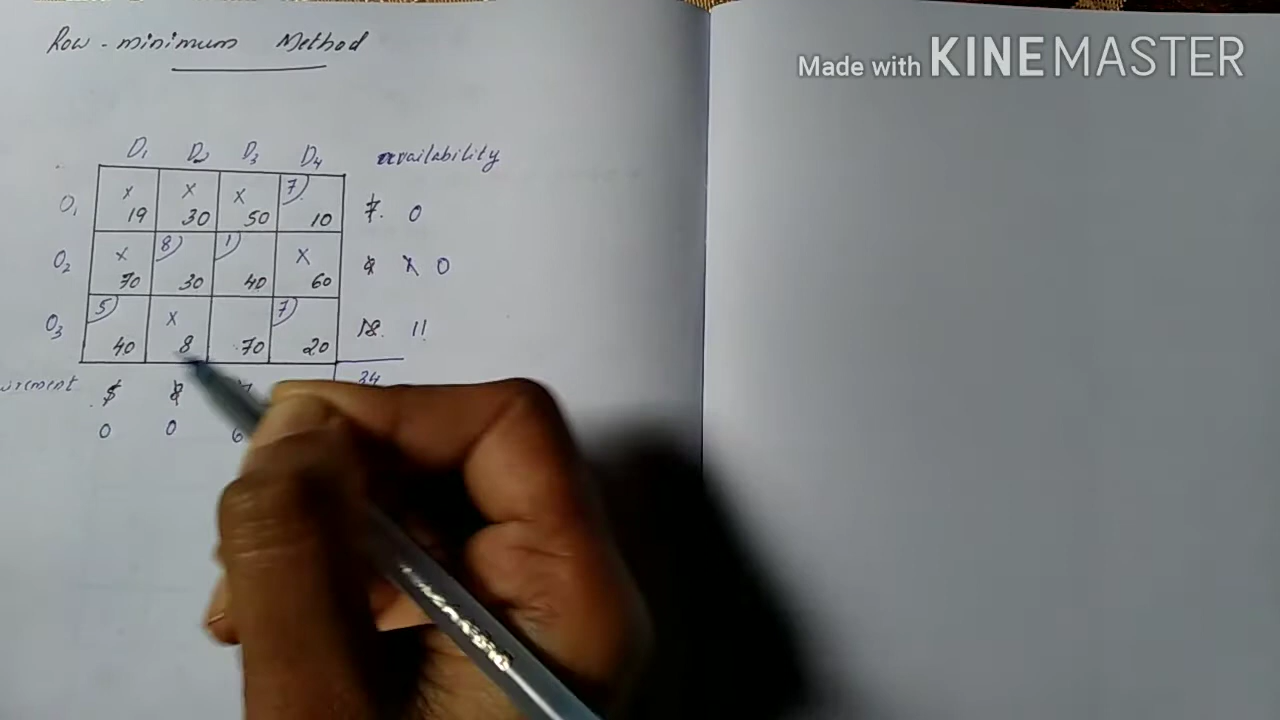 Row-minimum Method
Made with KINEMASTER
D1 D2 D3 D4 availability
O1 x 19 x 30 x 50 7 10 7 0
O2 x 70 8 30 1 40 x 60 9 1 0
O3 5 40 x 8 70 7 20 18 11
5 8 34
0 0 6